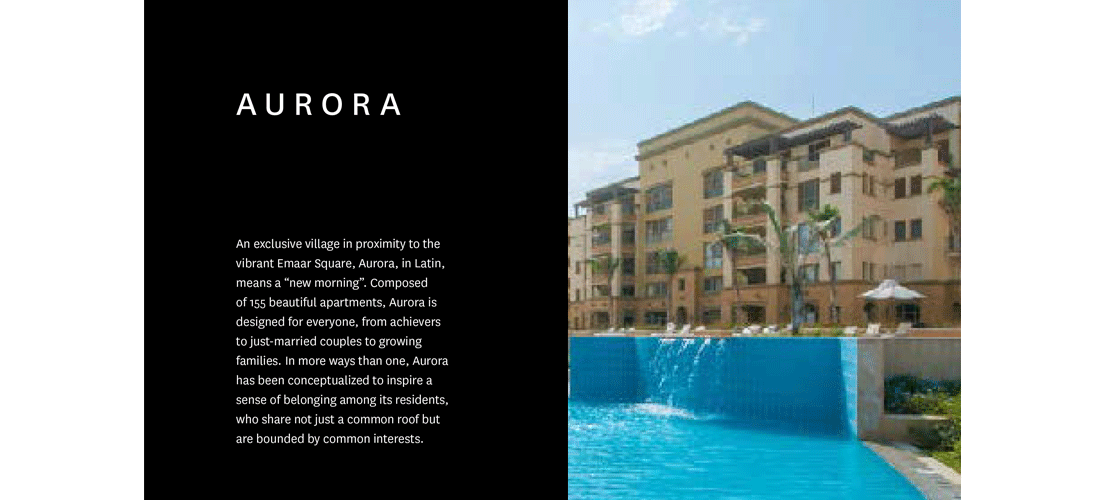 AURORA
An exclusive village in proximity to the
vibrant Emaar Square, Aurora, in Latin,
means a “new morning”. Composed
of 155 beautiful apartments, Aurora is
designed for everyone, from achievers
to just-married couples to growing
families. In more ways than one, Aurora
has been conceptualized to inspire a
sense of belonging among its residents,
who share not just a common roof but
are bounded by common interests.